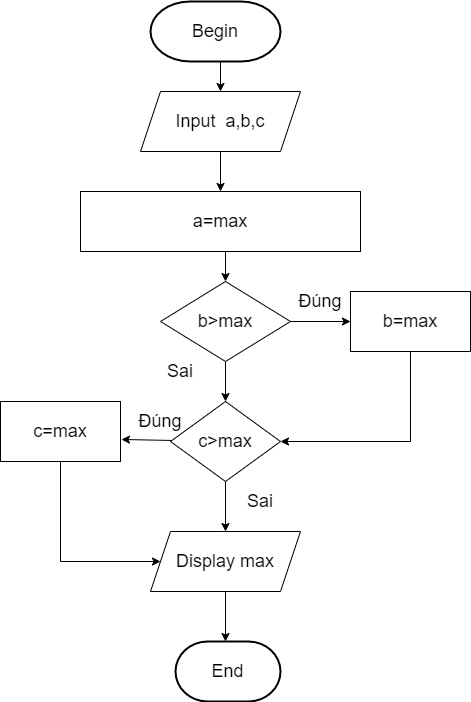 Begin
Input a,b,c
a=max
b>max
Đúng
b=max
Sai
c>max
Đúng
c=max
Sai
Display max
End